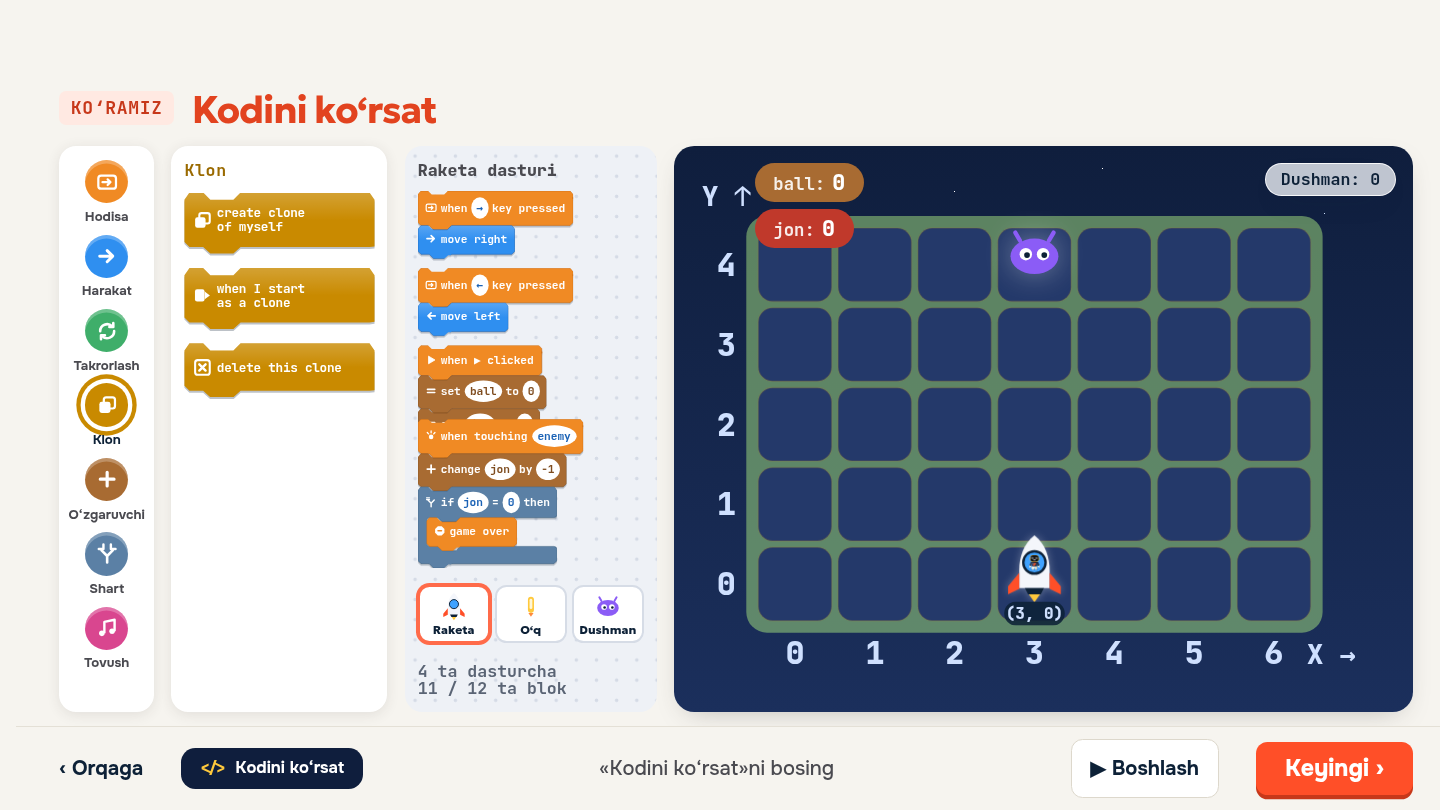 KO‘RAMIZ
Kodini ko‘rsat
Hodisa
Harakat
Takrorlash
Klon
O‘zgaruvchi
Shart
Tovush
Klon
create clone
of myself
when I start
as a clone
delete this clone
Raketa dasturi
when → key pressed
move right
when ← key pressed
move left
when ▶ clicked
set ball to 0
when touching enemy
change jon by -1
if jon = 0 then
game over
Raketa
O‘q
Dushman
4 ta dasturcha
11 / 12 ta blok
Y ↑
ball: 0
jon: 0
Dushman: 0
4
3
2
1
0
(3, 0)
0 1 2 3 4 5 6 X →
‹ Orqaga
</> Kodini ko‘rsat
«Kodini ko‘rsat»ni bosing
▶ Boshlash
Keyingi ›